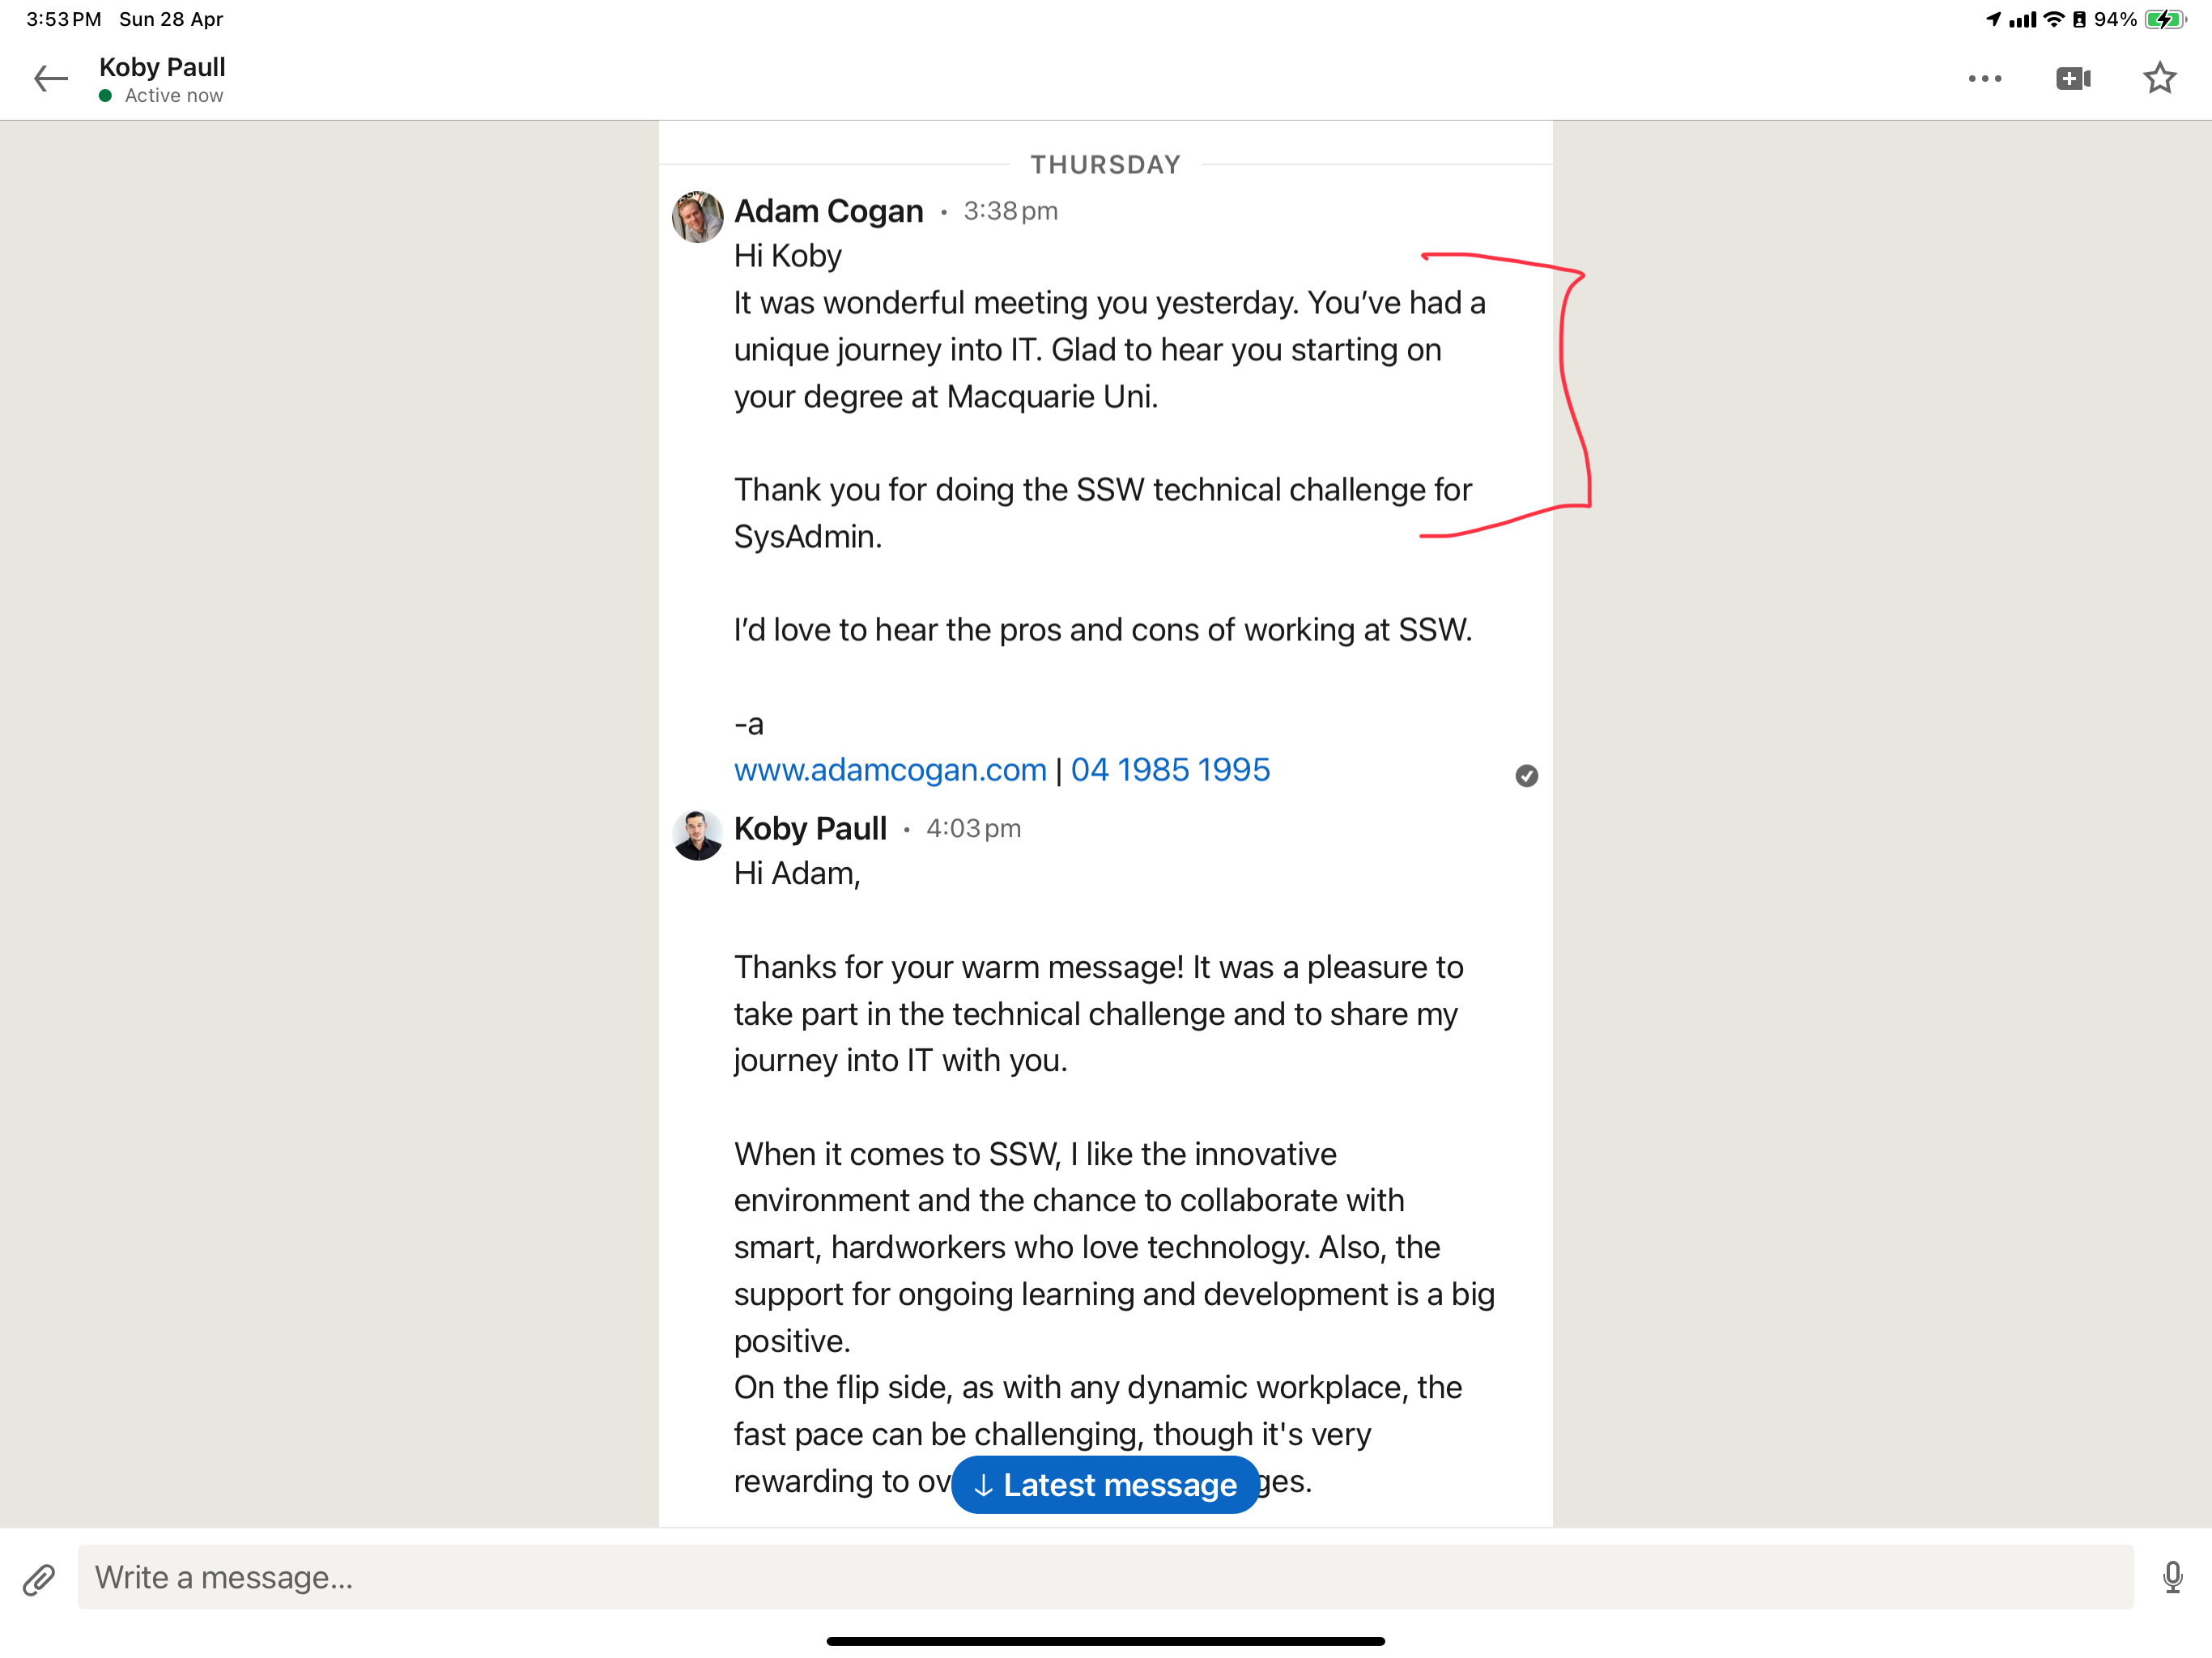 3:53 PM Sun 28 Apr
94%
Koby Paull
Active now
THURSDAY
Adam Cogan • 3:38 pm
Hi Koby
It was wonderful meeting you yesterday. You’ve had a
unique journey into IT. Glad to hear you starting on
your degree at Macquarie Uni.
Thank you for doing the SSW technical challenge for
SysAdmin.
I’d love to hear the pros and cons of working at SSW.
-a
www.adamcogan.com | 04 1985 1995
Koby Paull • 4:03 pm
Hi Adam,
Thanks for your warm message! It was a pleasure to
take part in the technical challenge and to share my
journey into IT with you.
When it comes to SSW, I like the innovative
environment and the chance to collaborate with
smart, hardworkers who love technology. Also, the
support for ongoing learning and development is a big
positive.
On the flip side, as with any dynamic workplace, the
fast pace can be challenging, though it's very
rewarding to ov ↓ Latest message ges.
Write a message...